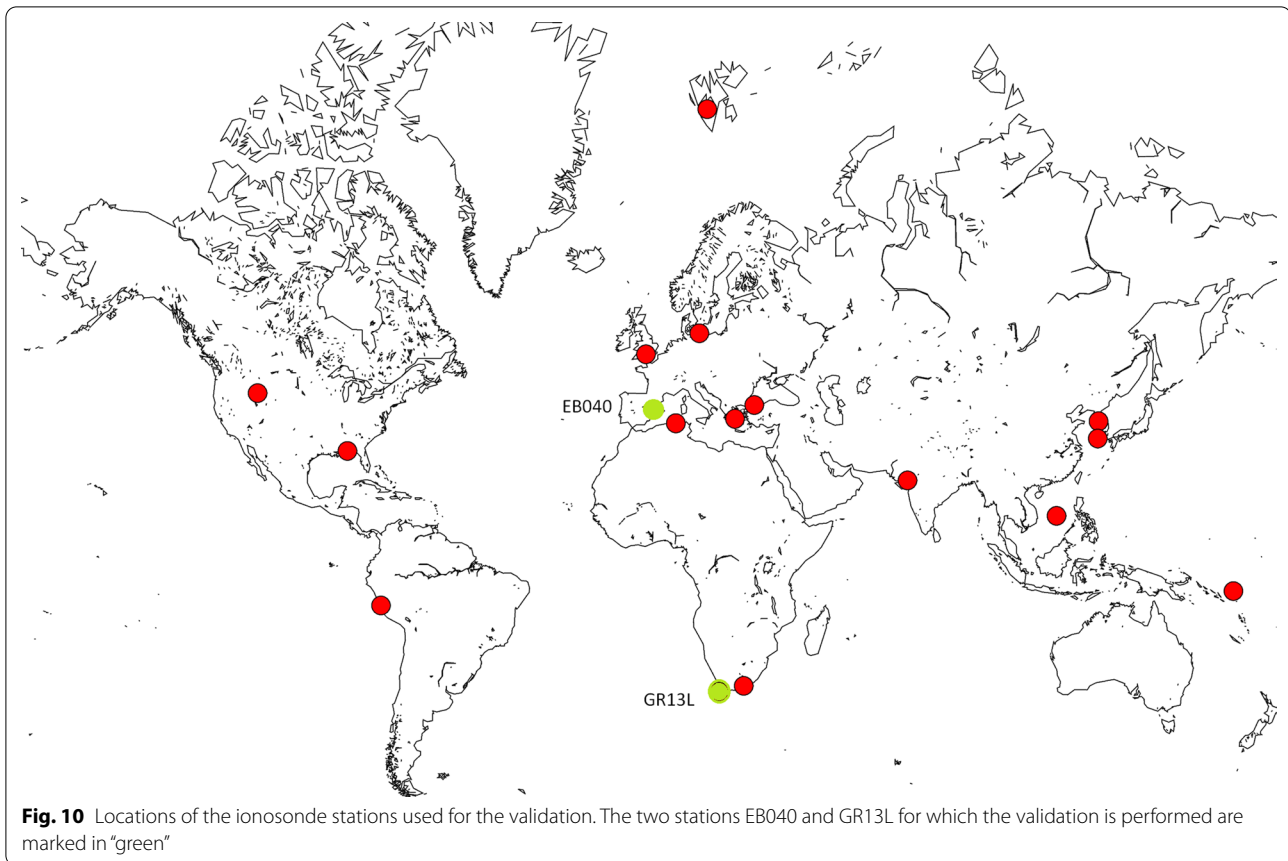 EB040
GR13L
Fig. 10 Locations of the ionosonde stations used for the validation. The two stations EB040 and GR13L for which the validation is performed are
marked in “green”